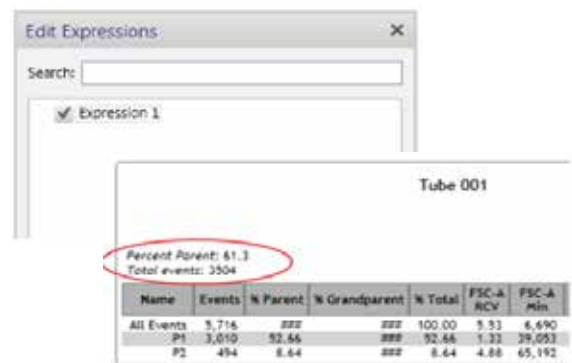 Edit Expressions
Search:
Expression 1
Tube 001
Percent Parent: 61.3
Total events: 3504
Name Events % Parent % Grandparent % Total FSC-A RCV FSC-A Min
All Events 5,716 ### ### 100.00 5.53 6,690
P1 3,010 52.66 ### 52.66 1.33 39,053
P2 494 8.64 ### 8.64 4.88 65,192